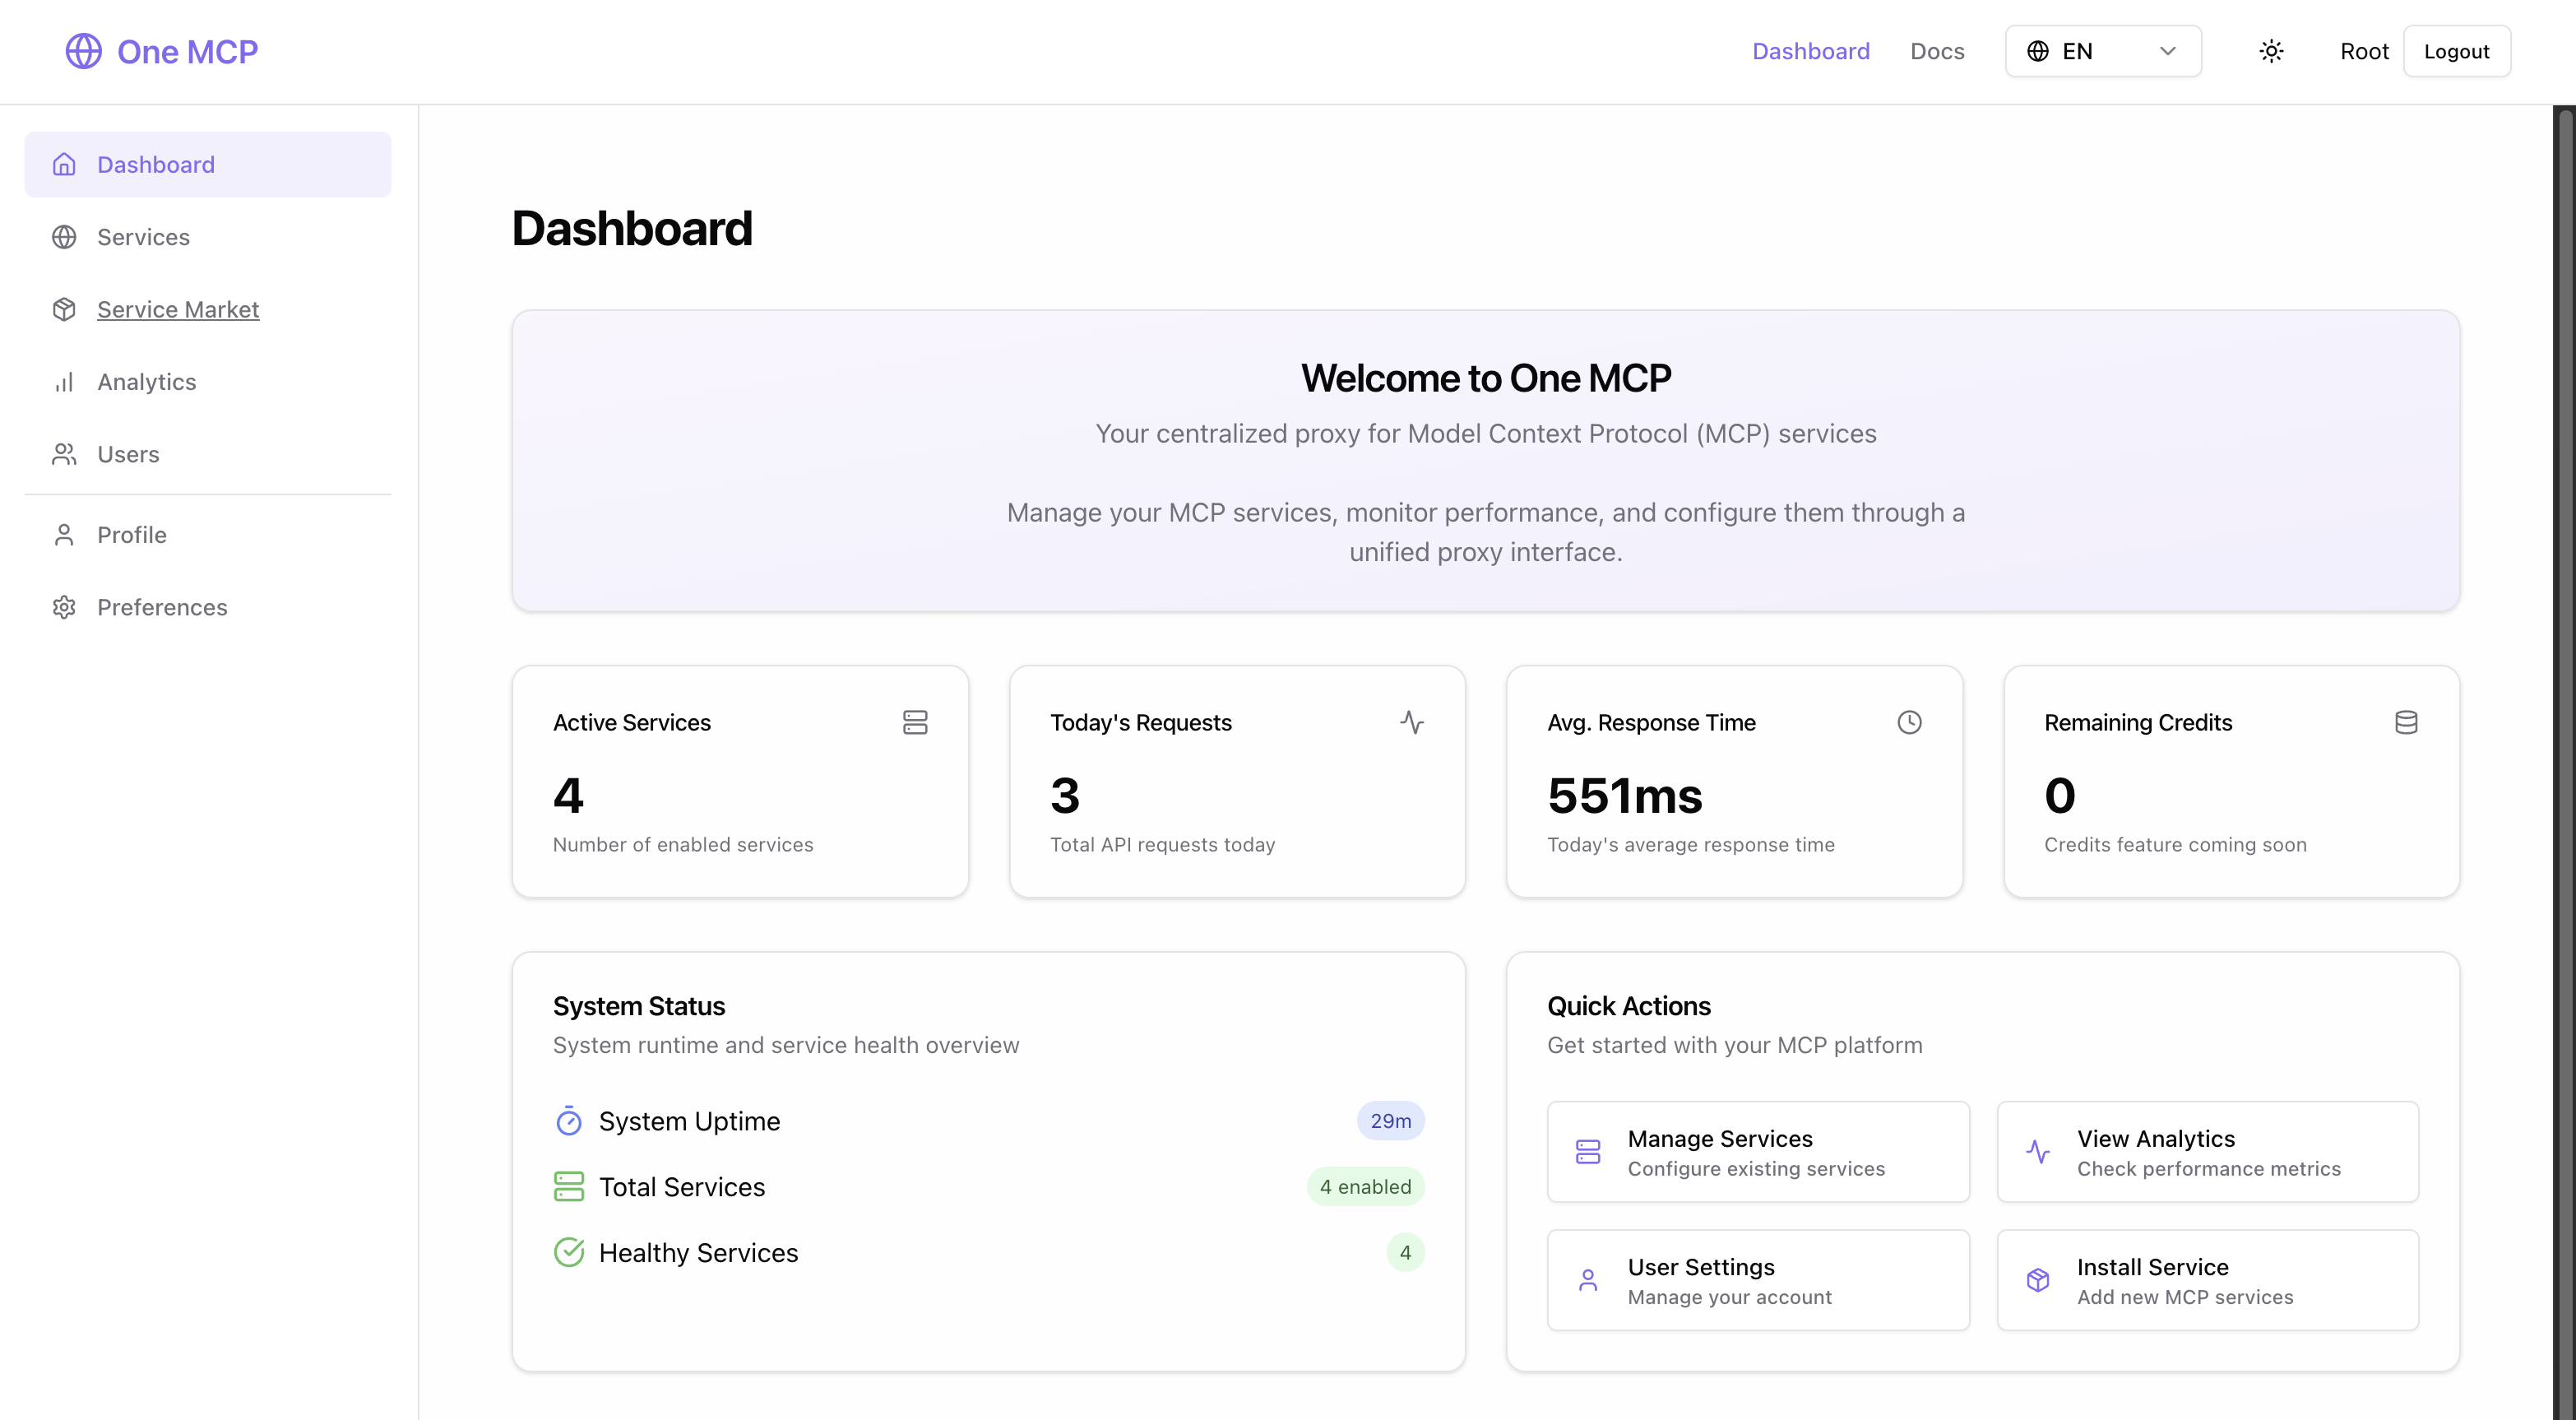 One MCP
Dashboard
Docs
EN
Root
Logout
Dashboard
Services
Service Market
Analytics
Users
Profile
Preferences
Dashboard
Welcome to One MCP
Your centralized proxy for Model Context Protocol (MCP) services
Manage your MCP services, monitor performance, and configure them through a
unified proxy interface.
Active Services
4
Number of enabled services
Today's Requests
3
Total API requests today
Avg. Response Time
551ms
Today's average response time
Remaining Credits
0
Credits feature coming soon
System Status
System runtime and service health overview
System Uptime
29m
Total Services
4 enabled
Healthy Services
4
Quick Actions
Get started with your MCP platform
Manage Services
Configure existing services
View Analytics
Check performance metrics
User Settings
Manage your account
Install Service
Add new MCP services